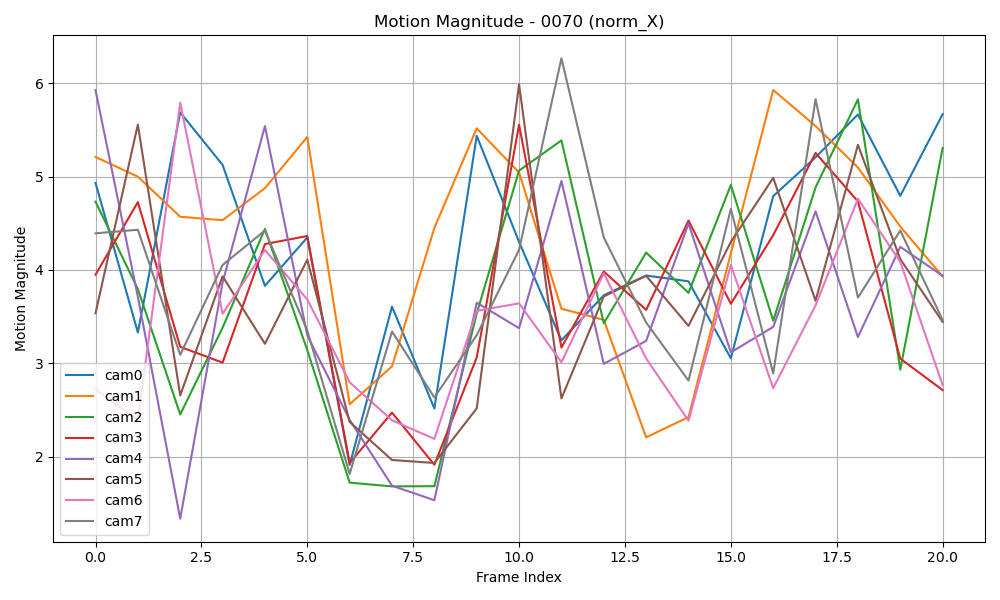 Motion Magnitude - 0070 (norm_X)
Motion Magnitude
6
5
4
3
2
cam0
cam1
cam2
cam3
cam4
cam5
cam6
cam7
0.0 2.5 5.0 7.5 10.0 12.5 15.0 17.5 20.0
Frame Index